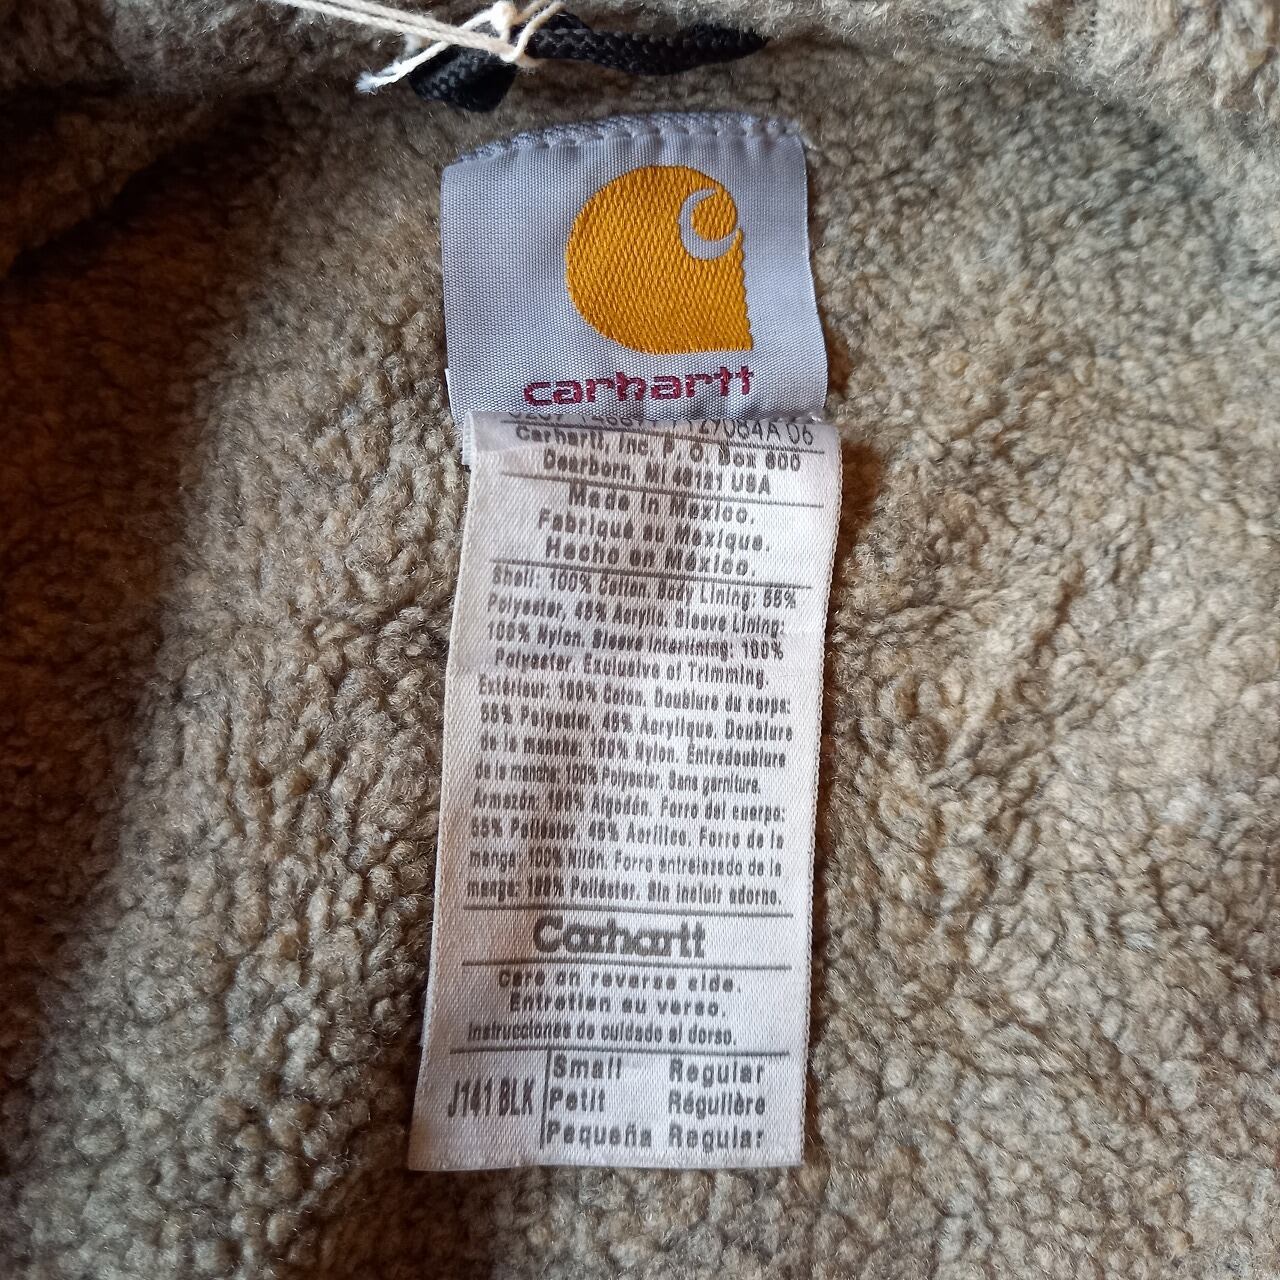 carhartt
1129084A 06
Carhartt, Inc. P. O. Box 600
Dearborn, MI 48121 USA
Made in Mexico.
Fabriqué au Mexique.
Hecho en México.
Shell: 100% Cotton. Body Lining: 55%
Polyester, 45% Acrylic. Sleeve Lining:
100% Nylon. Sleeve Interlining: 100%
Polyester. Exclusive of Trimming.
Extérieur: 100% Coton. Doublure du corps:
55% Polyester, 45% Acrylique. Doublure
de la manche: 100% Nylon. Entredoublure
de la manche: 100% Polyester. Sans garniture.
Armazón: 100% Algodón. Forro del cuerpo:
55% Poliéster, 45% Acrílico. Forro de la
manga: 100% Nilón. Forro entrelazado de la
manga: 100% Poliéster. Sin incluir adorno.
Carhartt
care on reverse side.
Entretien au verso.
Instrucciones de cuidado al dorso.
J141 BLK
Small Regular
Petit Régulière
Pequeña Regular